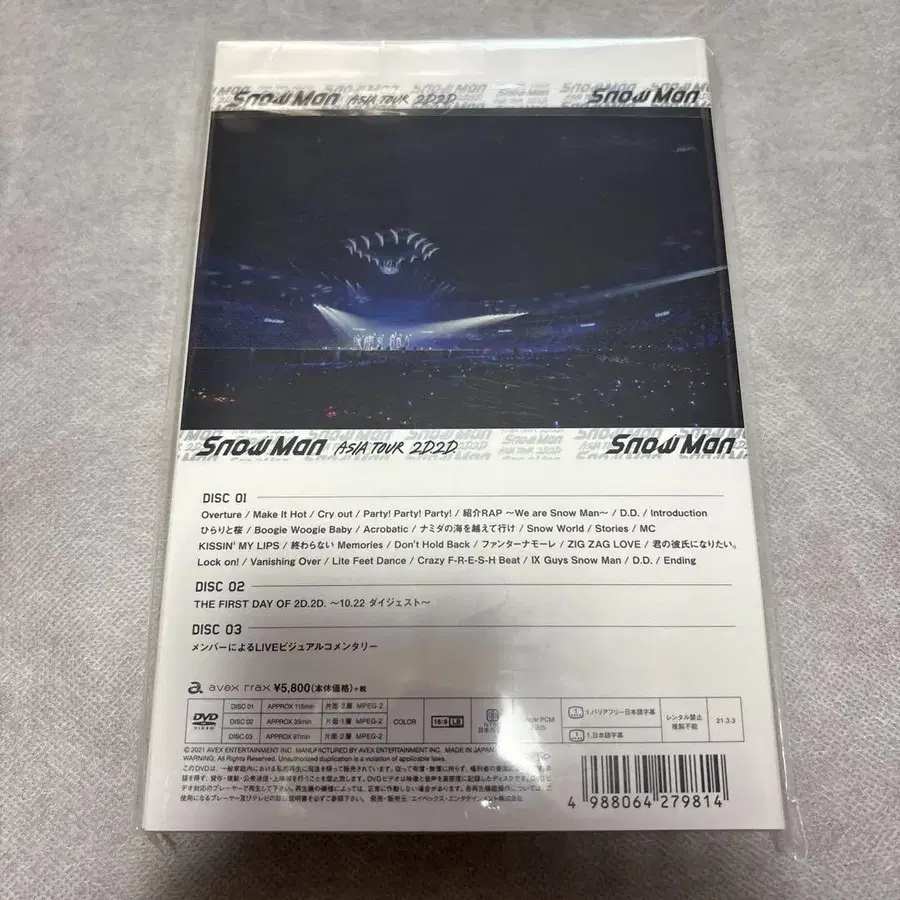 Snow Man ASIA TOUR 2D.2D. Snow Man
Snow Man ASIA TOUR 2D.2D. Snow Man
DISC 01
Overture / Make It Hot / Cry out / Party! Party! Party! / 紹介RAP 〜We are Snow Man〜 / D.D. / Introduction
ひらりと桜 / Boogie Woogie Baby / Acrobatic / ナミダの海を越えて行け / Snow World / Stories / MC
KISSIN' MY LIPS / 終わらない Memories / Don't Hold Back / ファンターナモーレ / ZIG ZAG LOVE / 君の彼氏になりたい。
Lock on! / Vanishing Over / Lite Feet Dance / Crazy F-R-E-S-H Beat / IX Guys Snow Man / D.D. / Ending
DISC 02
THE FIRST DAY OF 2D.2D. 〜10.22 ダイジェスト〜
DISC 03
メンバーによるLIVEビジュアルコメンタリー
avex trax ¥5,800(本体価格)+税
DVD VIDEO
DISC 01 APPROX 115min 片面・2層 MPEG-2
DISC 02 APPROX 35min 片面・1層 MPEG-2
DISC 03 APPROX 97min 片面・2層 MPEG-2
COLOR
16:9 LB
1.バリアフリー日本語字幕
1.日本語字幕
レンタル禁止
複製不能
21.3.3
© 2021 AVEX ENTERTAINMENT INC. MANUFACTURED BY AVEX ENTERTAINMENT INC. MADE IN JAPAN
WARNING; All Rights Reserved. Unauthorized duplication is a violation of applicable laws.
4 988064 279814